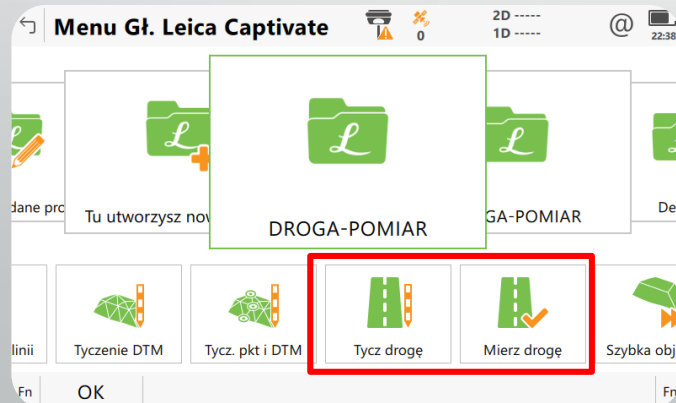 Menu Gł. Leica Captivate
0
2D -----
1D -----
@
22:38
dane pro
Tu utworzysz now
DROGA-POMIAR
GA-POMIAR
De
linii
Tyczenie DTM
Tycz. pkt i DTM
Tycz drogę
Mierz drogę
Szybka obj
Fn
OK
Fn